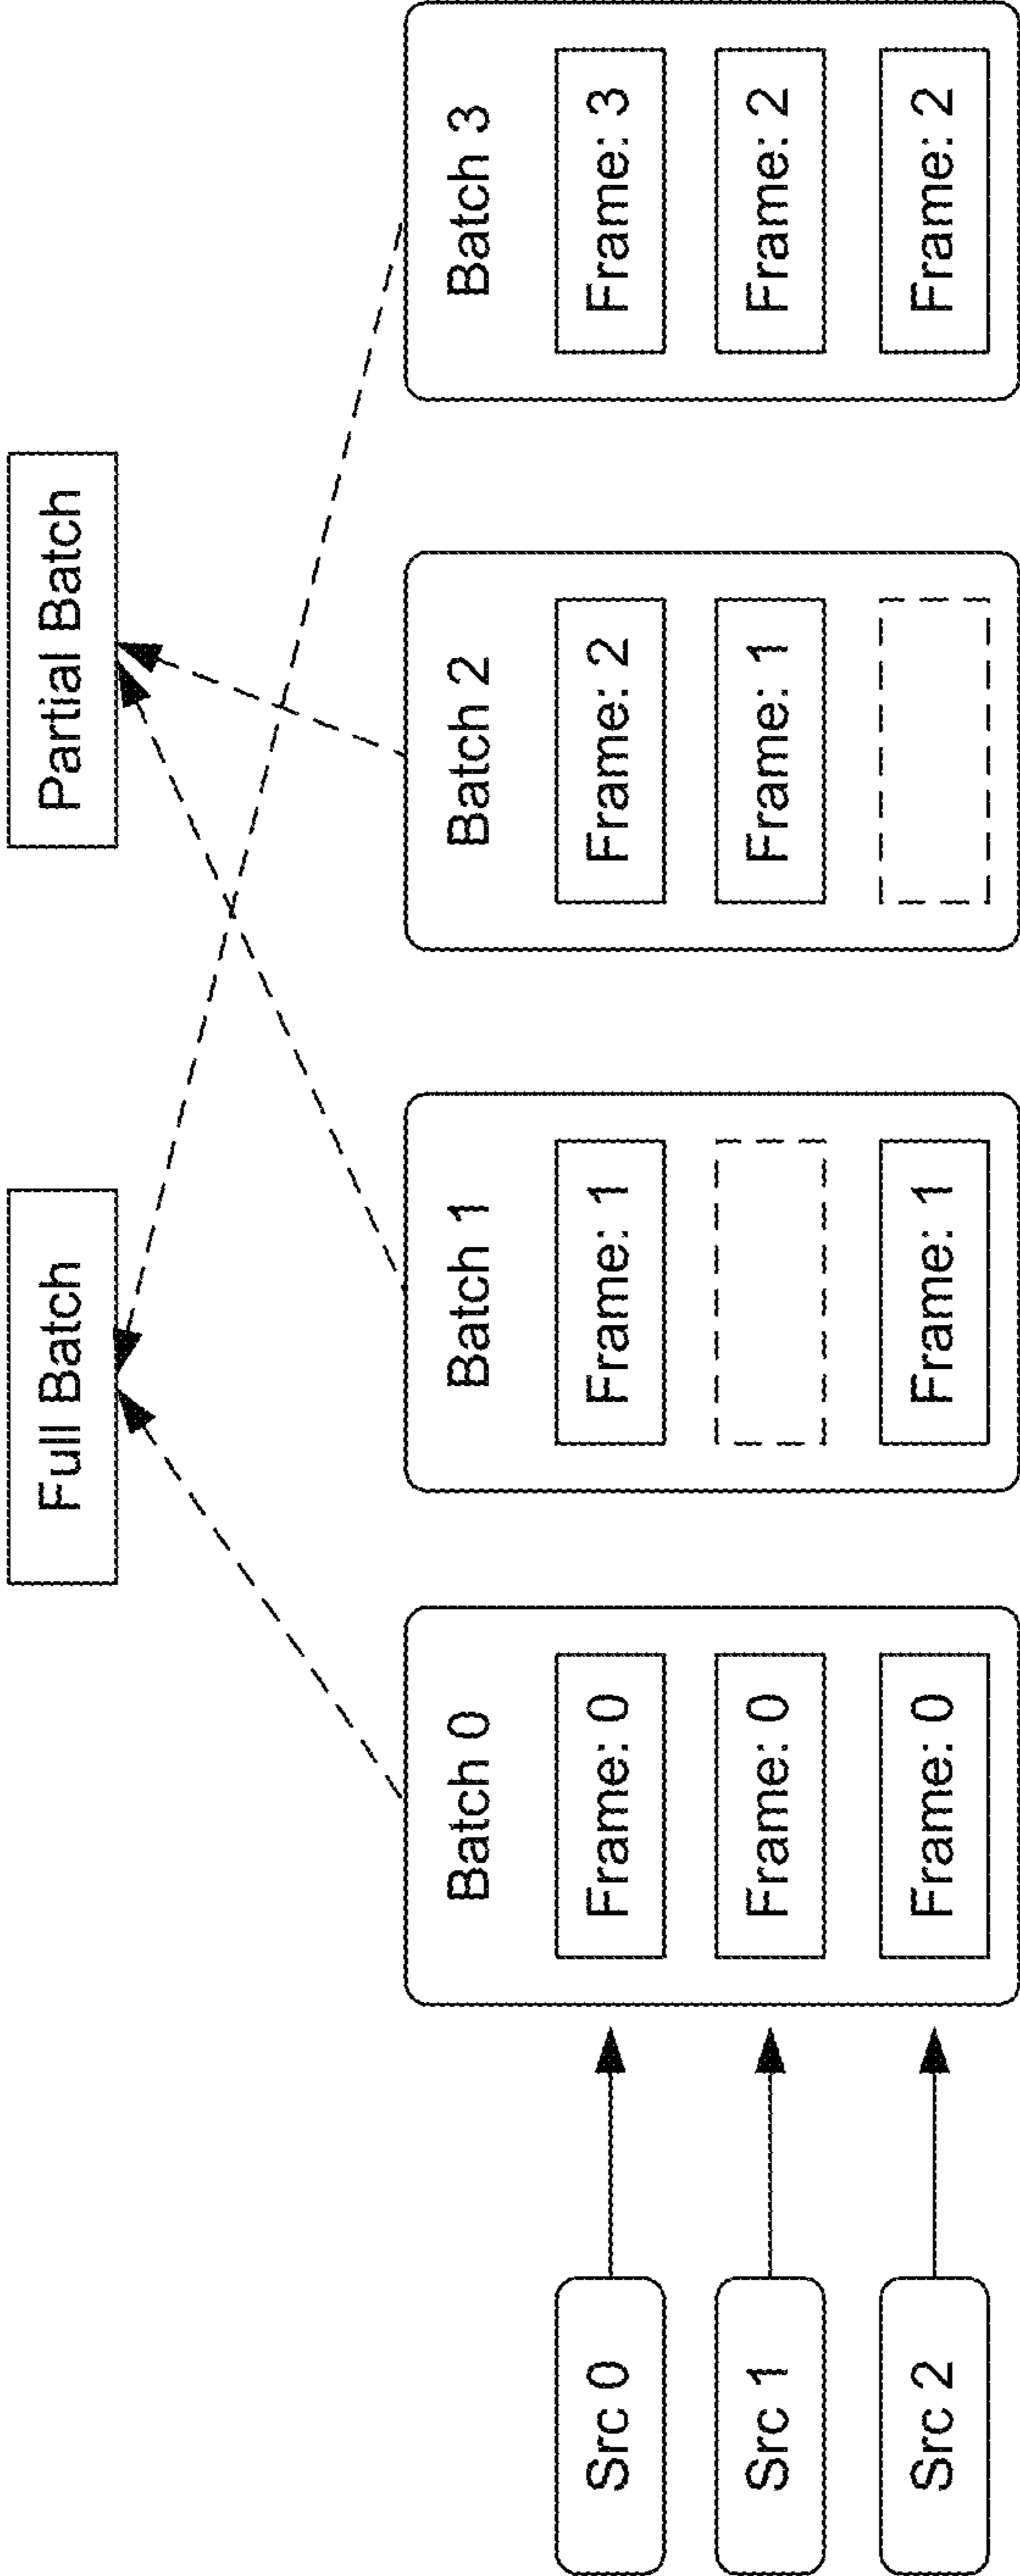 Full Batch
Partial Batch
Batch 0
Batch 1
Batch 2
Batch 3
Src 0
Frame: 0
Frame: 1
Frame: 2
Frame: 3
Src 1
Frame: 0
Frame: 1
Frame: 2
Src 2
Frame: 0
Frame: 1
Frame: 2